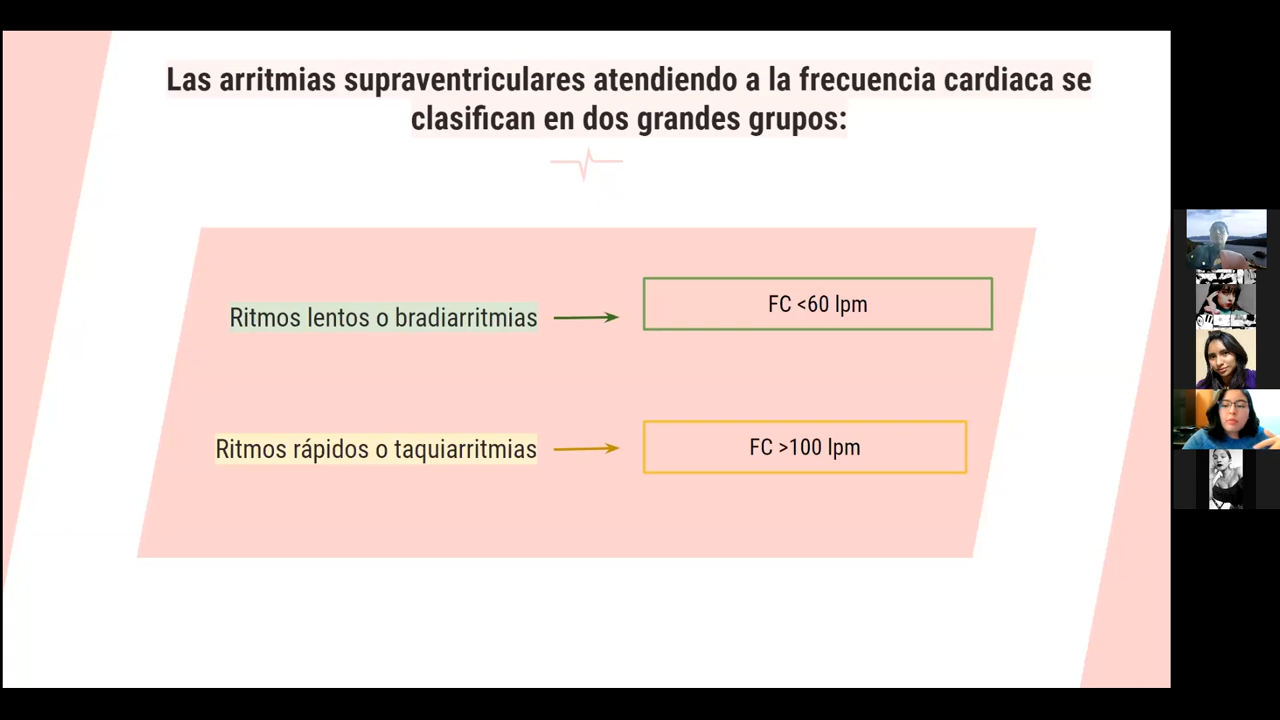 Las arritmias supraventriculares atendiendo a la frecuencia cardiaca se
clasifican en dos grandes grupos:
Ritmos lentos o bradiarritmias
FC <60 lpm
Ritmos rápidos o taquiarritmias
FC >100 lpm